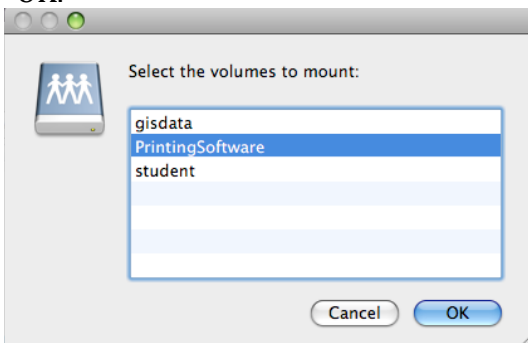 Select the volumes to mount:
gisdata
PrintingSoftware
student
Cancel OK